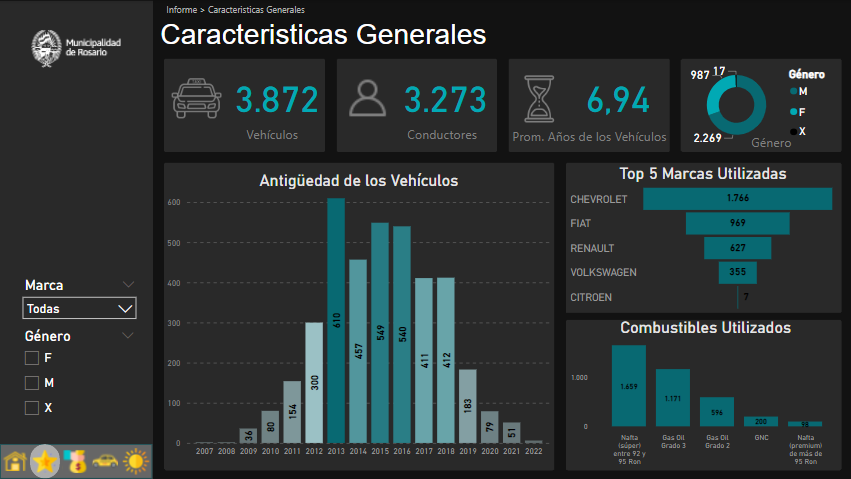 Informe > Caracteristicas Generales
Caracteristicas Generales
Municipalidad
de Rosario
3.872
Vehículos
3.273
Conductores
6,94
Prom. Años de los Vehículos
987
17
2.269
Género
M
F
X
Género
Antigüedad de los Vehículos
600
500
400
300
200
100
0
36
80
154
300
610
457
549
540
411
412
183
79
51
2007 2008 2009 2010 2011 2012 2013 2014 2015 2016 2017 2018 2019 2020 2021 2022
Top 5 Marcas Utilizadas
CHEVROLET 1.766
FIAT 969
RENAULT 627
VOLKSWAGEN 355
CITROEN 7
Combustibles Utilizados
1.000
0
1.659
1.171
596
200
98
Nafta
(súper)
entre 92 y
95 Ron
Gas Oil
Grado 3
Gas Oil
Grado 2
GNC
Nafta
(premium)
de más de
95 Ron
Marca
Todas
Género
F
M
X